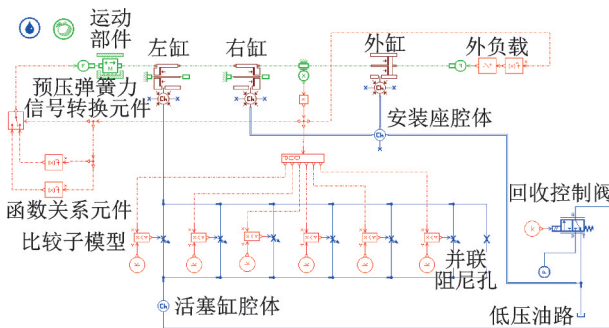 运动
部件
左缸
右缸
外缸
外负载
预压弹簧力
信号转换元件
安装座腔体
函数关系元件
比较子模型
并联
阻尼孔
回收控制阀
活塞缸腔体
低压油路